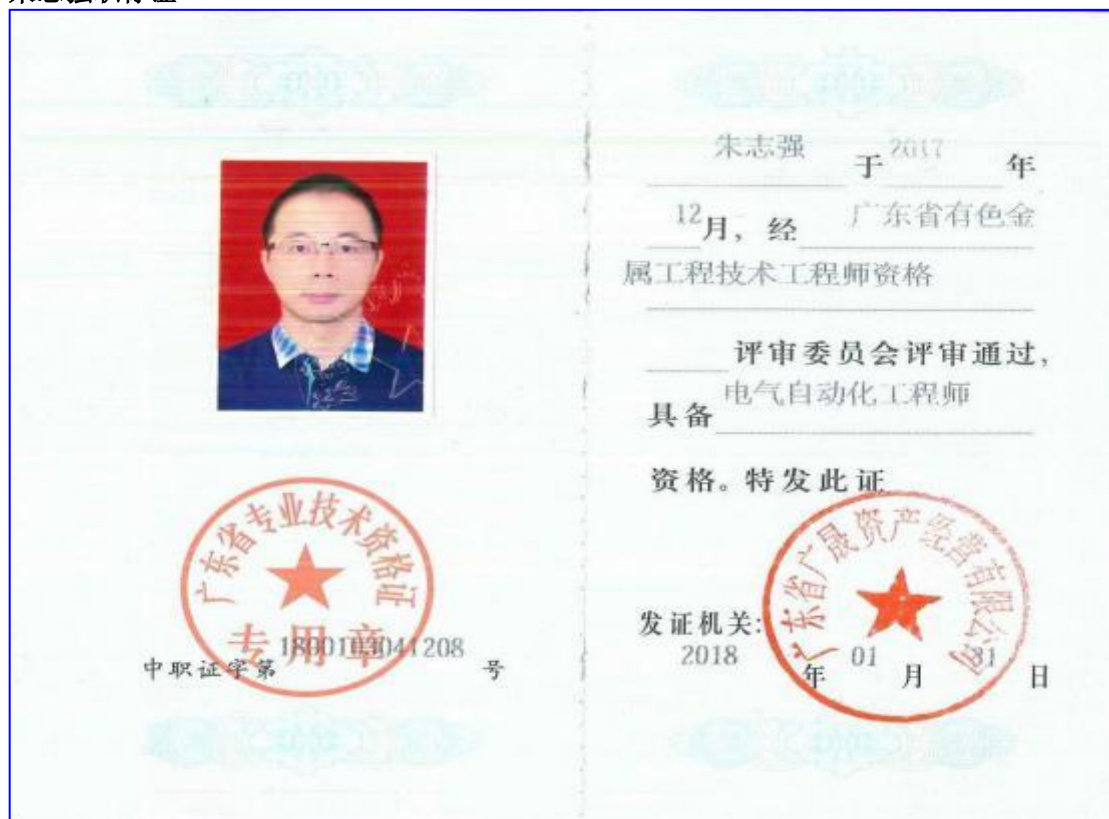 朱志强 于 2017 年
12 月，经 广东省有色金
属工程技术工程师资格
评审委员会评审通过，
具备 电气自动化工程师
资格。特发此证
广东省专业技术资格证
专用章
中职证字第 1800103041208 号
广东省广晟资产经营有限公司
发证机关:
2018 年 01 月 31 日